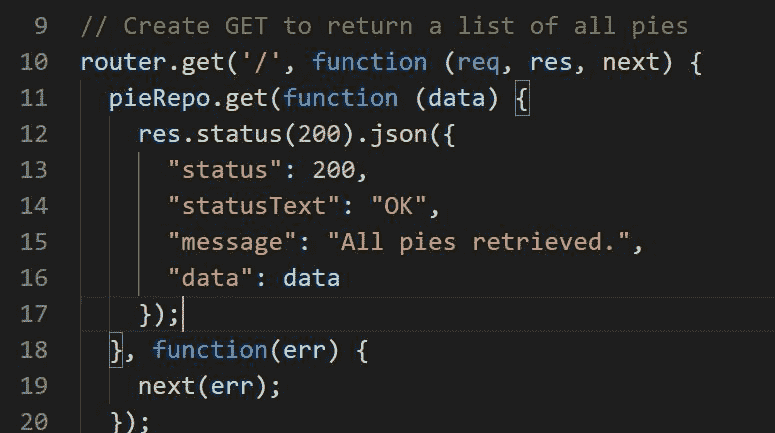 9 // Create GET to return a list of all pies
10 router.get('/', function (req, res, next) {
11   pieRepo.get(function (data) {
12     res.status(200).json({
13       "status": 200,
14       "statusText": "OK",
15       "message": "All pies retrieved.",
16       "data": data
17     });
18   }, function(err) {
19     next(err);
20   });